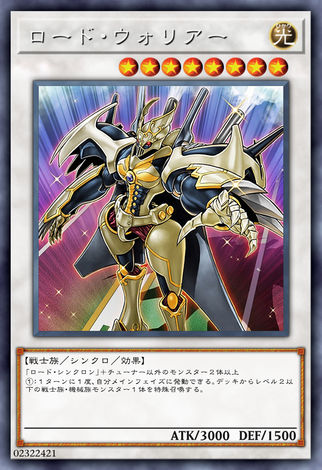 ロード・ウォリアー
光
【戦士族／シンクロ／効果】
「ロード・シンクロン」＋チューナー以外のモンスター２体以上
①：１ターンに１度、自分メインフェイズに発動できる。デッキからレベル２以
下の戦士族・機械族モンスター１体を特殊召喚する。
ATK/3000 DEF/1500
02322421